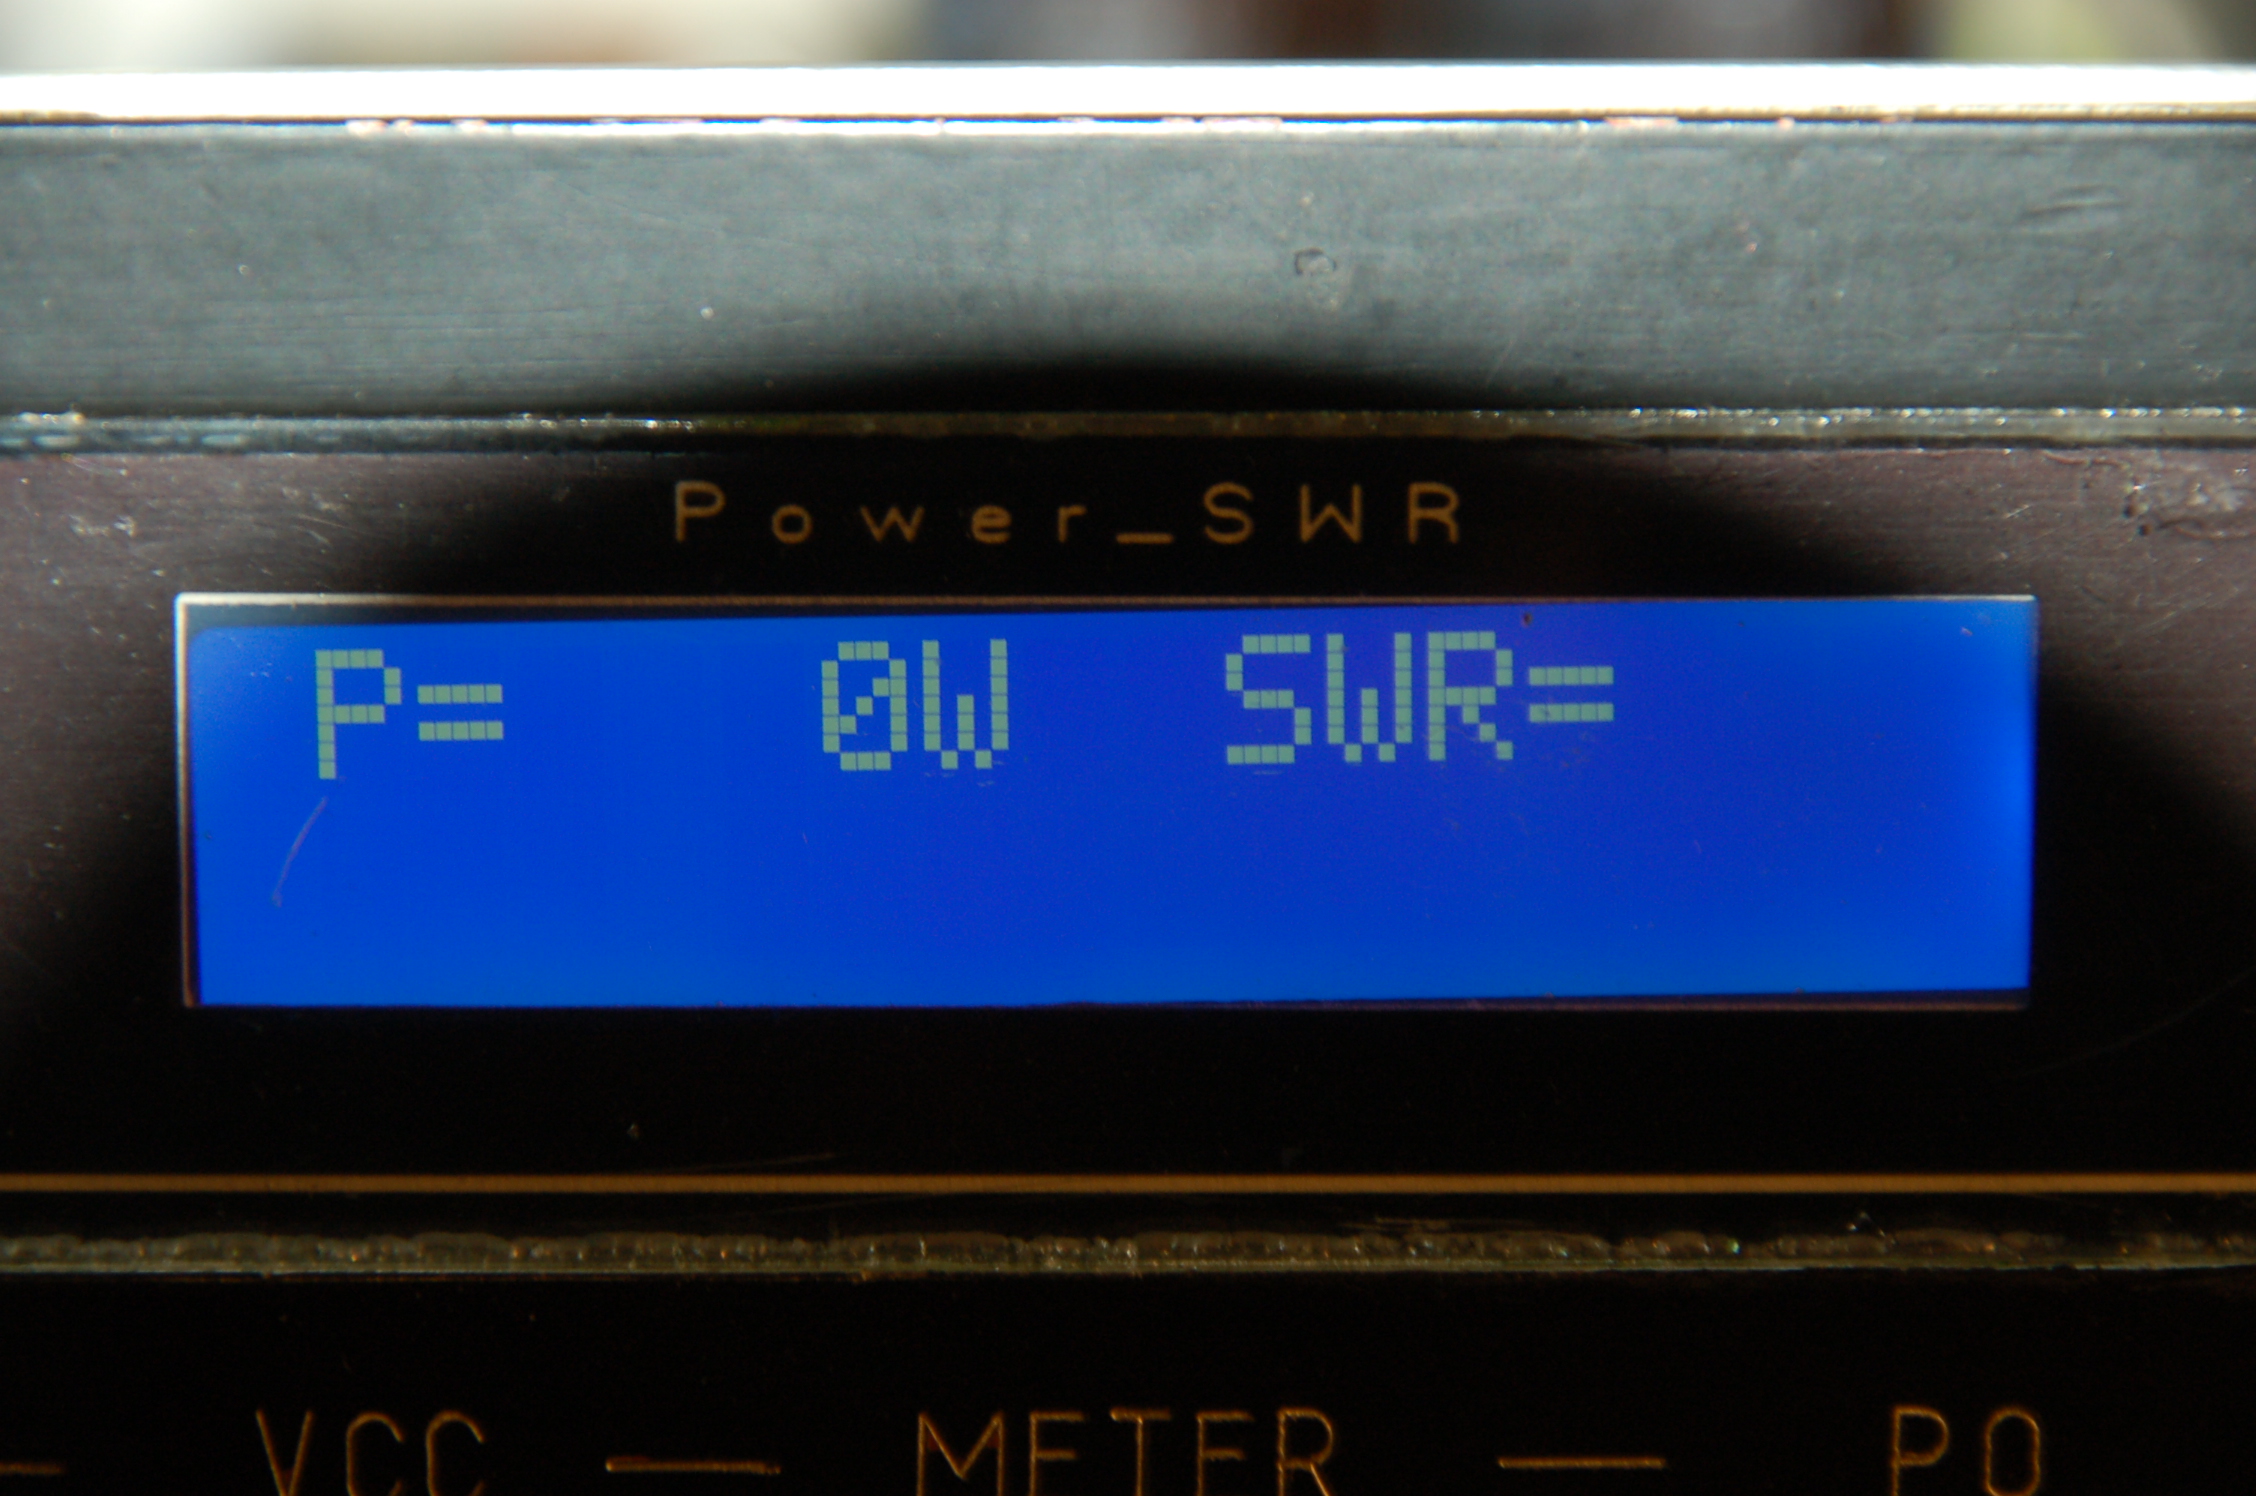 Power_SWR
P= 0W SWR=
VCC — METER — PO